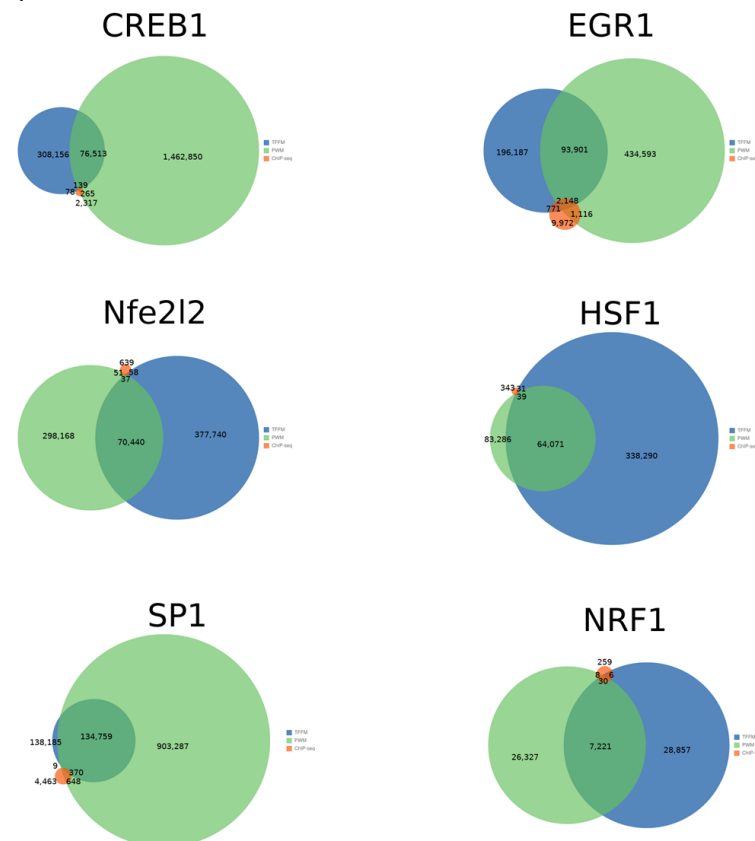 CREB1
EGR1
308,156
76,513
1,462,850
139
78
265
2,317
TFFM
PWM
ChIP-seq
196,187
93,901
434,593
2,148
771
1,116
9,972
TFFM
PWM
ChIP-se
Nfe2l2
HSF1
639
51
58
37
298,168
70,440
377,740
TFFM
PWM
ChIP-seq
343
31
39
83,286
64,071
338,290
TFFM
PWM
ChIP-se
SP1
NRF1
138,185
134,759
903,287
9
370
4,463
648
TFFM
PWM
ChIP-seq
259
8
6
30
26,327
7,221
28,857
TFFM
PWM
ChIP-